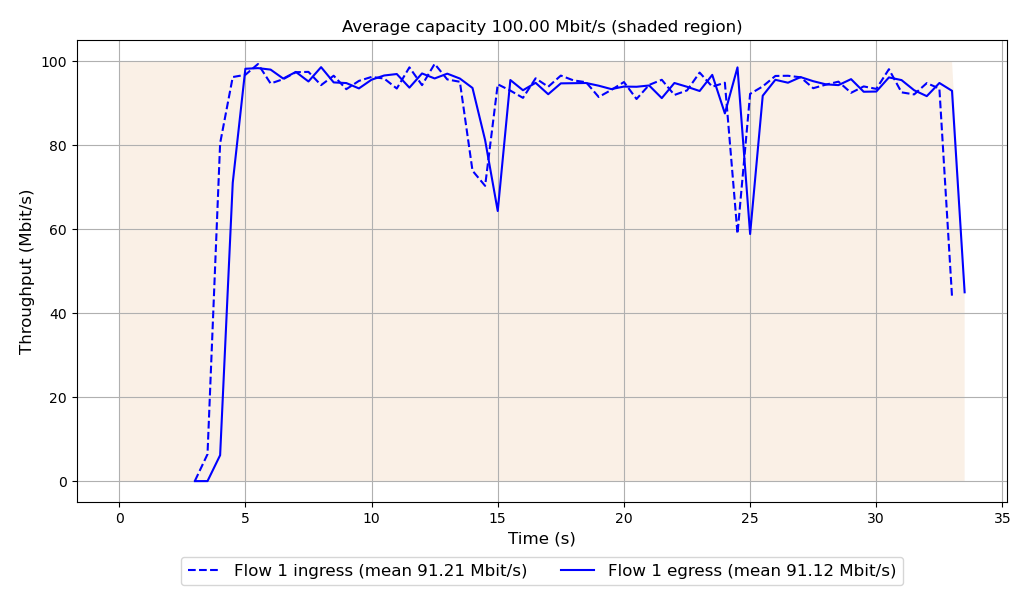 Average capacity 100.00 Mbit/s (shaded region)
Throughput (Mbit/s)
100
80
60
40
20
0
0 5 10 15 20 25 30 35
Time (s)
Flow 1 ingress (mean 91.21 Mbit/s) Flow 1 egress (mean 91.12 Mbit/s)